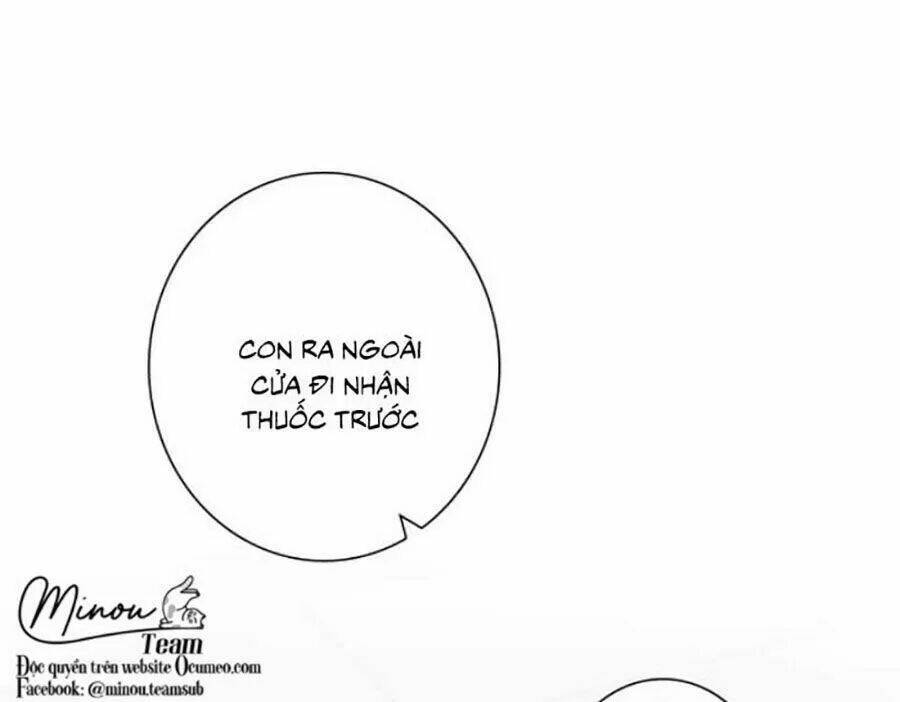 CON RA NGOÀI
CỬA ĐI NHẬN
THUỐC TRƯỚC
Minou
Team
Độc quyền trên website Ocumeo.com
Facebook: @minou.teamsub